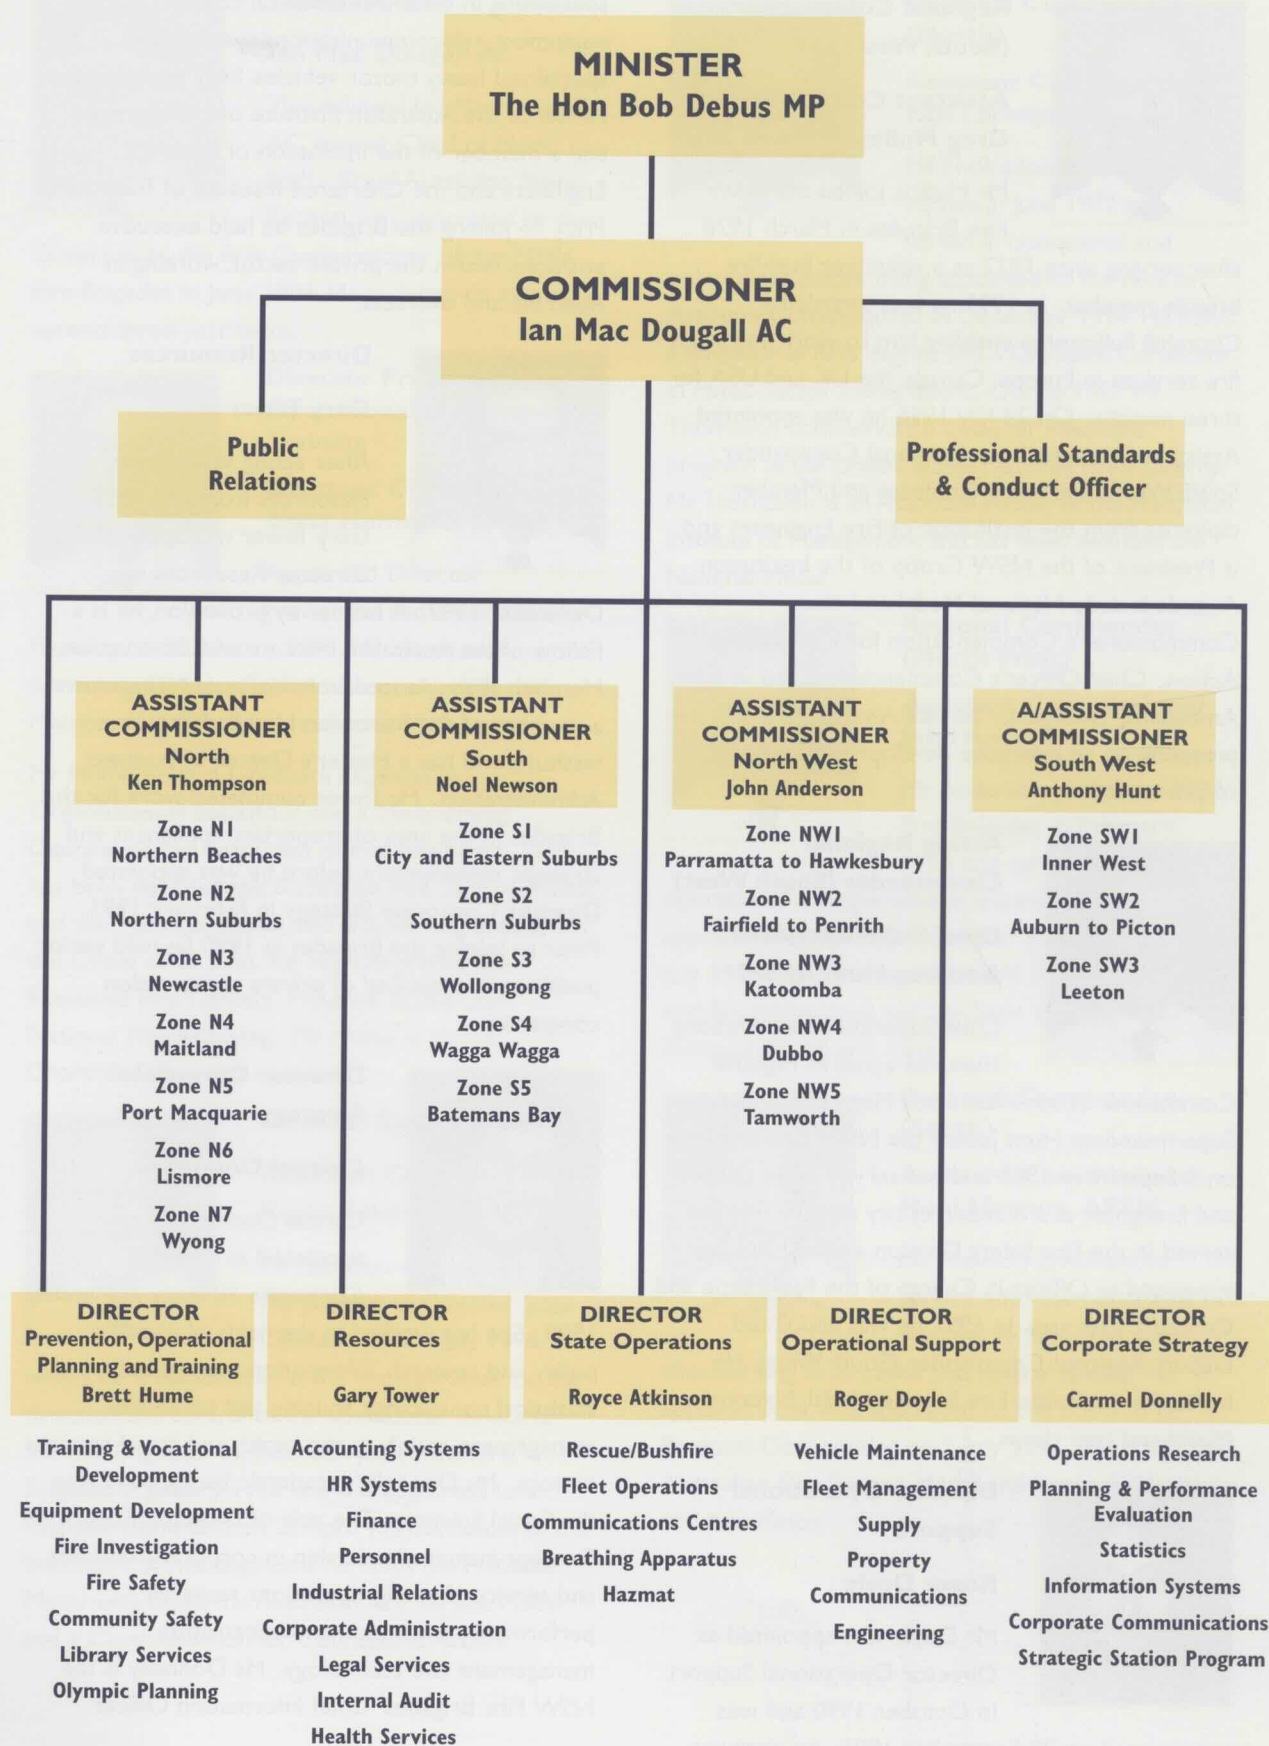 MINISTER
The Hon Bob Debus MP
COMMISSIONER
Ian Mac Dougall AC
Public
Relations
Professional Standards
& Conduct Officer
ASSISTANT
COMMISSIONER
North
Ken Thompson
Zone N1
Northern Beaches
Zone N2
Northern Suburbs
Zone N3
Newcastle
Zone N4
Maitland
Zone N5
Port Macquarie
Zone N6
Lismore
Zone N7
Wyong
ASSISTANT
COMMISSIONER
South
Noel Newson
Zone S1
City and Eastern Suburbs
Zone S2
Southern Suburbs
Zone S3
Wollongong
Zone S4
Wagga Wagga
Zone S5
Batemans Bay
ASSISTANT
COMMISSIONER
North West
John Anderson
Zone NW1
Parramatta to Hawkesbury
Zone NW2
Fairfield to Penrith
Zone NW3
Katoomba
Zone NW4
Dubbo
Zone NW5
Tamworth
A/ASSISTANT
COMMISSIONER
South West
Anthony Hunt
Zone SW1
Inner West
Zone SW2
Auburn to Picton
Zone SW3
Leeton
DIRECTOR
Prevention, Operational
Planning and Training
Brett Hume
Training & Vocational
Development
Equipment Development
Fire Investigation
Fire Safety
Community Safety
Library Services
Olympic Planning
DIRECTOR
Resources
Gary Tower
Accounting Systems
HR Systems
Finance
Personnel
Industrial Relations
Corporate Administration
Legal Services
Internal Audit
Health Services
DIRECTOR
State Operations
Royce Atkinson
Rescue/Bushfire
Fleet Operations
Communications Centres
Breathing Apparatus
Hazmat
DIRECTOR
Operational Support
Roger Doyle
Vehicle Maintenance
Fleet Management
Supply
Property
Communications
Engineering
DIRECTOR
Corporate Strategy
Carmel Donnelly
Operations Research
Planning & Performance
Evaluation
Statistics
Information Systems
Corporate Communications
Strategic Station Program